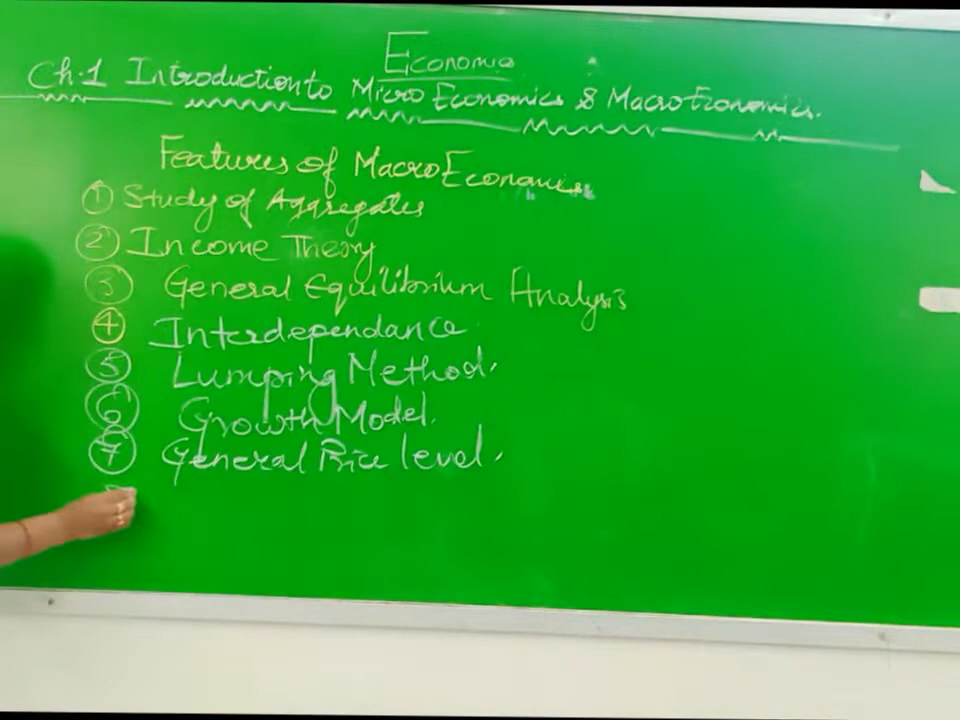 Economics
Ch.1 Introduction to Micro Economics & Macro Economics.
Features of Macro Economics
1 Study of Aggregates
2 Income Theory
3 General Equilibrium Analysis
4 Interdependance
5 Lumping Method.
6 Growth Model.
7 General Price level.